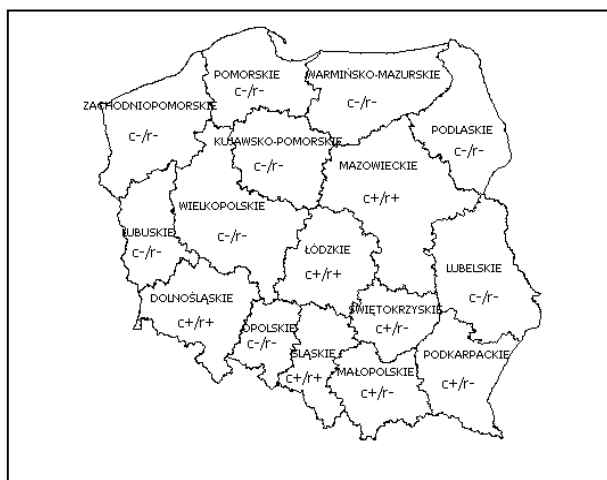 POMORSKIE
c-/r-
WARMIŃSKO-MAZURSKIE
c-/r-
ZACHODNIOPOMORSKIE
c-/r-
KUJAWSKO-POMORSKIE
c-/r-
PODLASKIE
c-/r-
MAZOWIECKIE
c+/r+
WIELKOPOLSKIE
c-/r-
LUBUSKIE
c-/r-
ŁÓDZKIE
c+/r+
LUBELSKIE
c-/r-
DOLNOŚLĄSKIE
c+/r+
ŚWIĘTOKRZYSKIE
c+/r-
OPOLSKIE
c-/r-
ŚLĄSKIE
c+/r+
MAŁOPOLSKIE
c+/r-
PODKARPACKIE
c+/r-